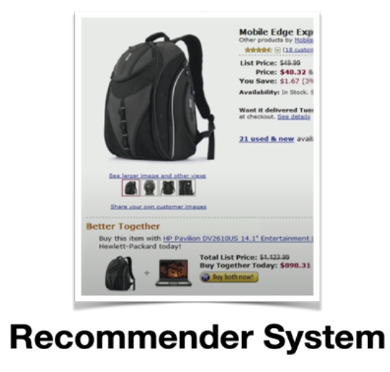 Mobile Edge Exp
Other products by Mobile
(18 custom
List Price: $49.99
Price: $48.32 &
You Save: $1.67 (3%
Availability: In Stock. S
Want it delivered Tues
at checkout. See details
21 used & new avail
See larger image and other views
Share your own customer images
Better Together
Buy this item with HP Pavilion DV2610US 14.1" Entertainment
Hewlett-Packard today!
Total List Price: $1,123.99
Buy Together Today: $898.31
+
Buy both now!
Recommender System